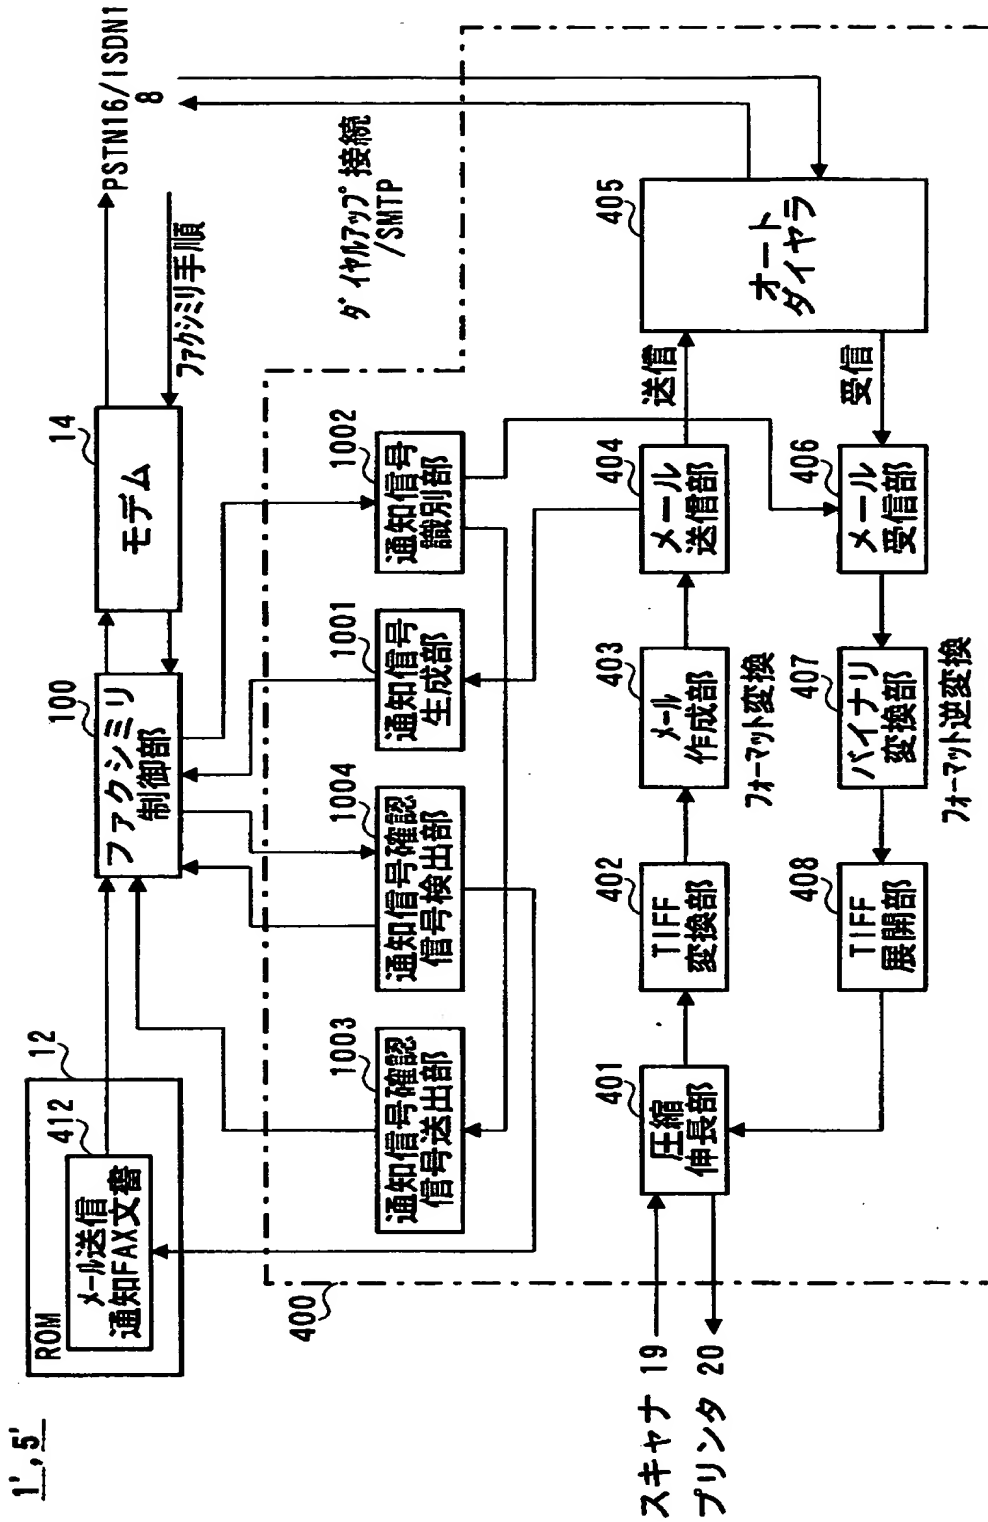 1',5'
ROM
12
412
メール送信
通知FAX文書
100
ファクシミリ
制御部
14
モデム
PSTN16/ISDN1
8
ファクシミリ手順
ダイヤルアップ接続
/SMTP
400
1003
通知信号確認
信号送出部
1004
通知信号確認
信号検出部
1001
通知信号
生成部
1002
通知信号
識別部
スキャナ 19
プリンタ 20
401
圧縮
伸長部
402
TIFF
変換部
403
メール
作成部
フォーマット変換
404
メール
送信部
送信
405
オート
ダイヤラ
受信
406
メール
受信部
407
バイナリ
変換部
フォーマット逆変換
408
TIFF
展開部